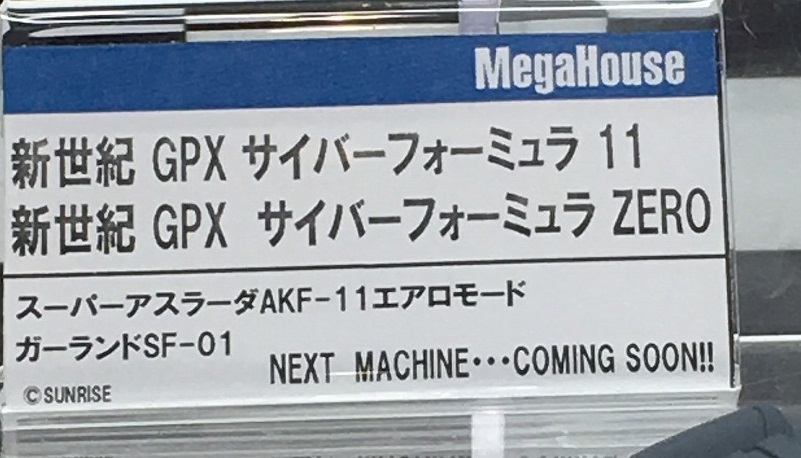 MegaHouse
新世紀 GPX サイバーフォーミュラ 11
新世紀 GPX サイバーフォーミュラ ZERO
スーパーアスラーダAKF-11エアロモード
ガーランドSF-01
NEXT MACHINE・・・COMING SOON!!
©SUNRISE